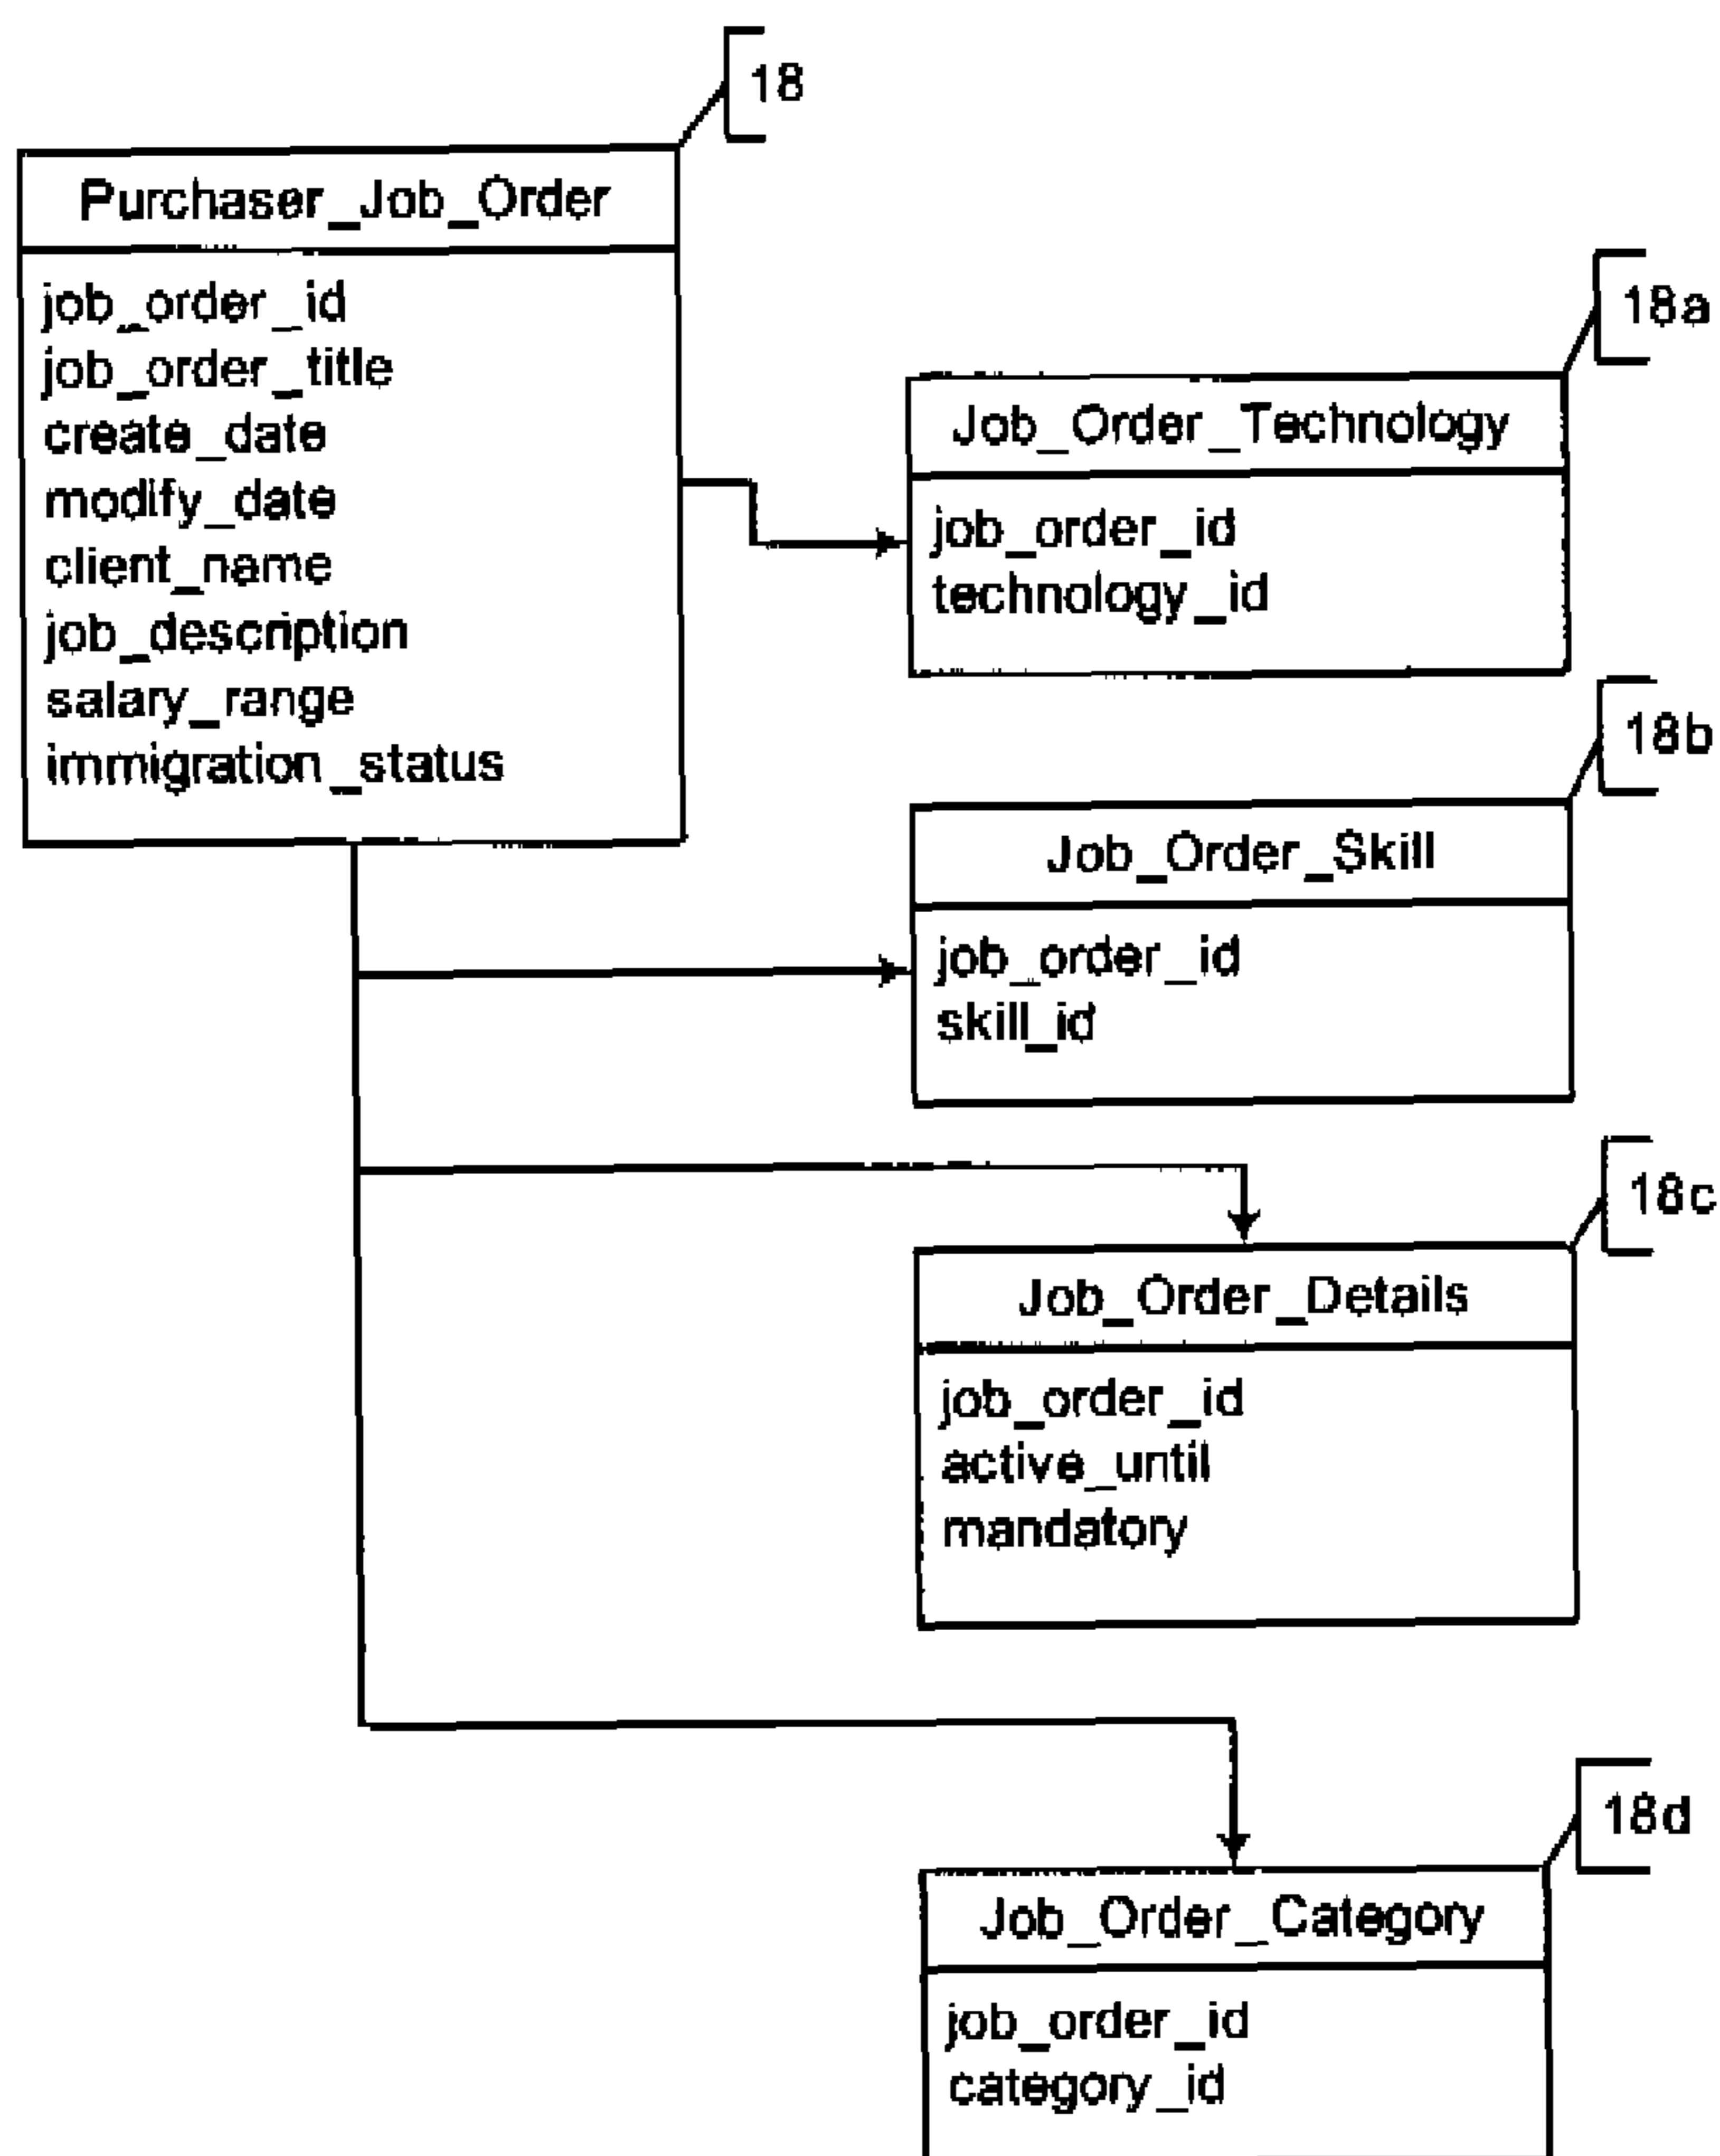 18
Purchaser_Job_Order
job_order_id
job_order_title
create_date
modify_date
client_name
job_description
salary_range
immigration_status
18a
Job_Order_Technology
job_order_id
technology_id
18b
Job_Order_Skill
job_order_id
skill_id
18c
Job_Order_Details
job_order_id
active_until
mandatory
18d
Job_Order_Category
job_order_id
category_id